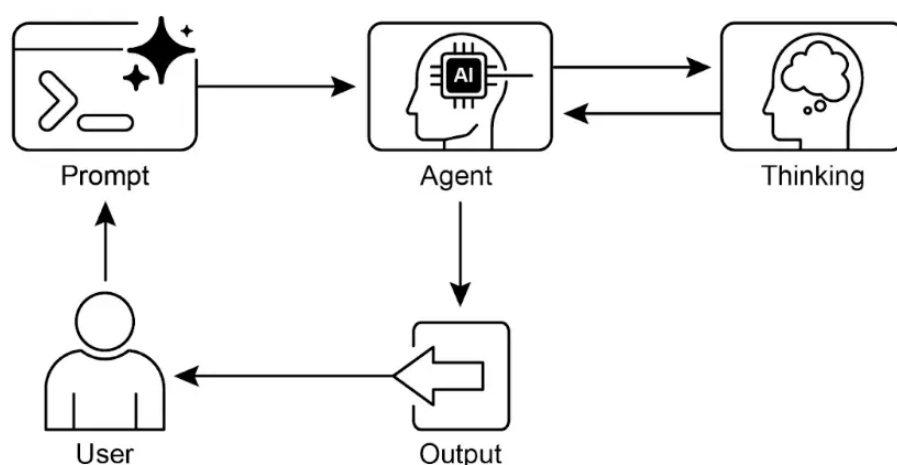 AI
Prompt
Agent
Thinking
User
Output